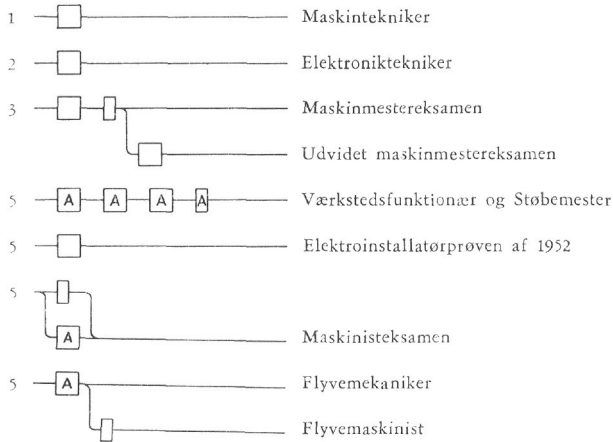 1 Maskintekniker
2 Elektroniktekniker
3 Maskinmestereksamen
Udvidet maskinmestereksamen
5 A A A A Værkstedsfunktionær og Støbemester
5 Elektroinstallatørprøven af 1952
5
A Maskinisteksamen
5 A Flyvemekaniker
Flyvemaskinist